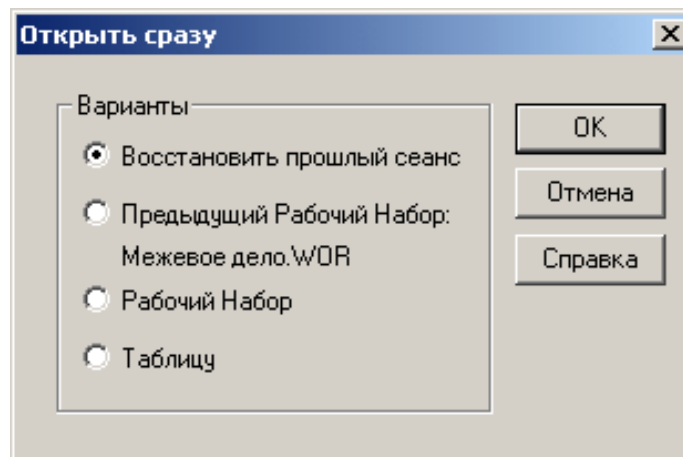 Открыть сразу
Варианты
Восстановить прошлый сеанс
Предыдущий Рабочий Набор:
Межевое дело.WOR
Рабочий Набор
Таблицу
OK
Отмена
Справка